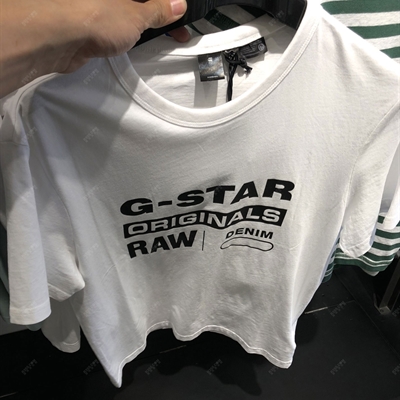 G-STAR
ORIGINALS
RAW | DENIM